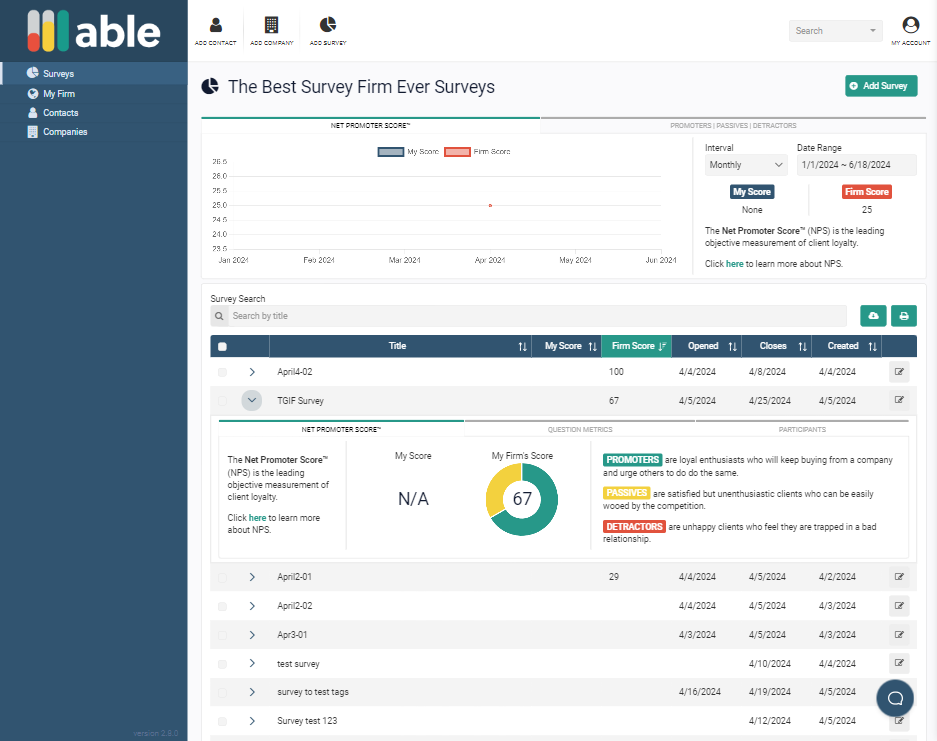 able
ADD CONTACT
ADD COMPANY
ADD SURVEY
Search
MY ACCOUNT
Surveys
My Firm
Contacts
Companies
The Best Survey Firm Ever Surveys
Add Survey
NET PROMOTER SCORE™
PROMOTERS | PASSIVES | DETRACTORS
My Score
Firm Score
26.5
26.0
25.5
25.0
24.5
24.0
23.5
Jan 2024 Feb 2024 Mar 2024 Apr 2024 May 2024 Jun 2024
Interval
Date Range
Monthly
1/1/2024 ~ 6/18/2024
My Score
Firm Score
None
25
The Net Promoter Score™ (NPS) is the leading
objective measurement of client loyalty.
Click here to learn more about NPS.
Survey Search
Search by title
Title My Score Firm Score Opened Closes Created
April4-02 100 4/4/2024 4/8/2024 4/4/2024
TGIF Survey 67 4/5/2024 4/25/2024 4/5/2024
NET PROMOTER SCORE™
QUESTION METRICS
PARTICIPANTS
The Net Promoter Score™
(NPS) is the leading
objective measurement of
client loyalty.
Click here to learn more
about NPS.
My Score
N/A
My Firm's Score
67
PROMOTERS are loyal enthusiasts who will keep buying from a company
and urge others to do do the same.
PASSIVES are satisfied but unenthusiastic clients who can be easily
wooed by the competition.
DETRACTORS are unhappy clients who feel they are trapped in a bad
relationship.
April2-01 29 4/4/2024 4/5/2024 4/2/2024
April2-02 4/4/2024 4/5/2024 4/3/2024
Apr3-01 4/3/2024 4/5/2024 4/3/2024
test survey 4/10/2024 4/4/2024
survey to test tags 4/16/2024 4/19/2024 4/5/2024
Survey test 123 4/12/2024 4/5/2024
version 2.8.0